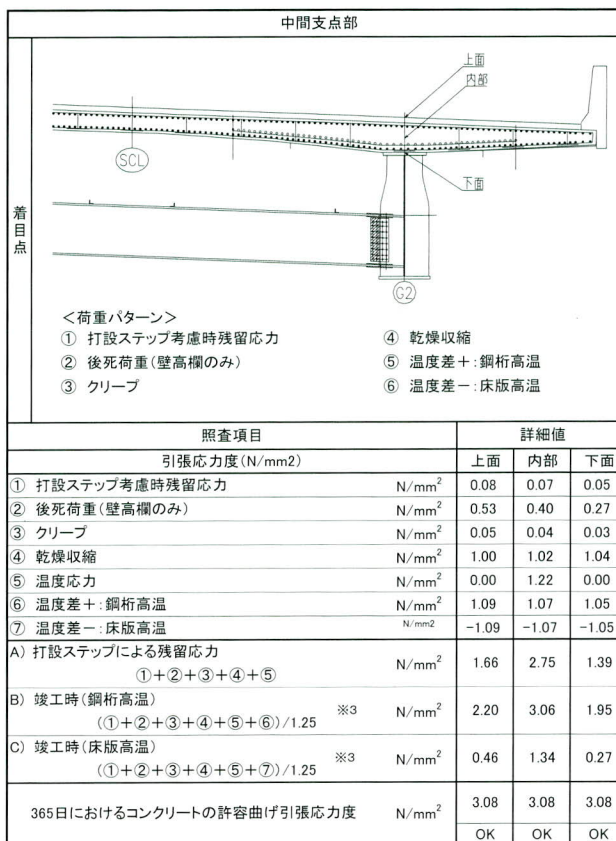 中間支点部
着目点
上面
内部
下面
SCL
G2
＜荷重パターン＞
① 打設ステップ考慮時残留応力
② 後死荷重(壁高欄のみ)
③ クリープ
④ 乾燥収縮
⑤ 温度差＋:鋼桁高温
⑥ 温度差－:床版高温
照査項目 詳細値
引張応力度(N/mm2) 上面 内部 下面
① 打設ステップ考慮時残留応力 N/mm² 0.08 0.07 0.05
② 後死荷重(壁高欄のみ) N/mm² 0.53 0.40 0.27
③ クリープ N/mm² 0.05 0.04 0.03
④ 乾燥収縮 N/mm² 1.00 1.02 1.04
⑤ 温度応力 N/mm² 0.00 1.22 0.00
⑥ 温度差＋:鋼桁高温 N/mm² 1.09 1.07 1.05
⑦ 温度差－:床版高温 N/mm2 -1.09 -1.07 -1.05
A) 打設ステップによる残留応力
①＋②＋③＋④＋⑤ N/mm² 1.66 2.75 1.39
B) 竣工時(鋼桁高温)
(①＋②＋③＋④＋⑤＋⑥)/1.25 ※3 N/mm² 2.20 3.06 1.95
C) 竣工時(床版高温)
(①＋②＋③＋④＋⑤＋⑦)/1.25 ※3 N/mm² 0.46 1.34 0.27
365日におけるコンクリートの許容曲げ引張応力度 N/mm² 3.08 3.08 3.08
OK OK OK